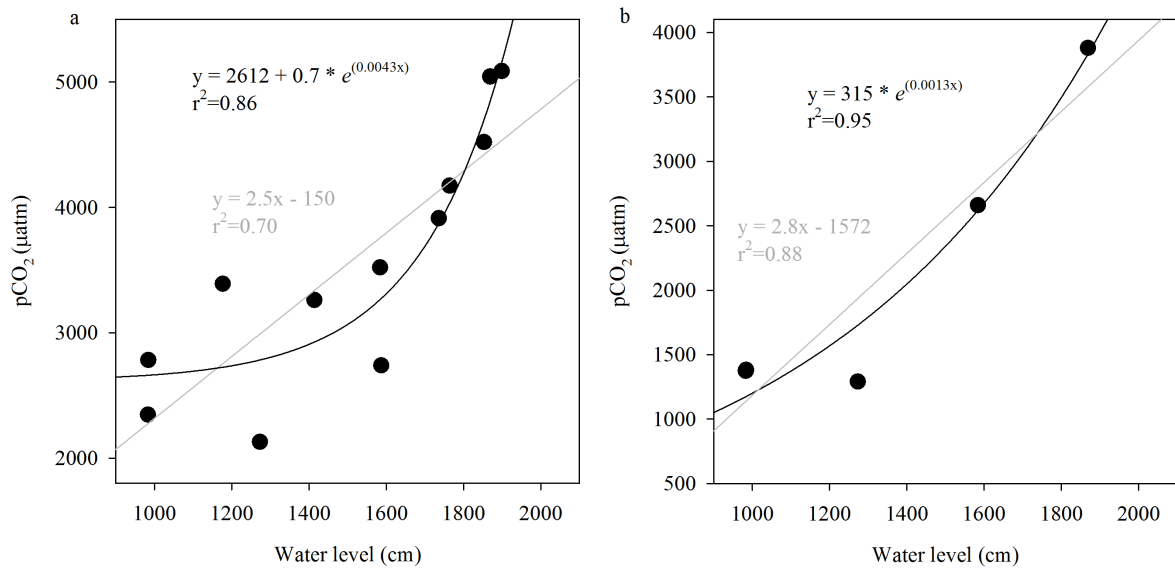 a
y = 2612 + 0.7 * e^(0.0043x)
r²=0.86
y = 2.5x - 150
r²=0.70
pCO₂ (µatm)
5000
4000
3000
2000
1000 1200 1400 1600 1800 2000
Water level (cm)
b
y = 315 * e^(0.0013x)
r²=0.95
y = 2.8x - 1572
r²=0.88
pCO₂ (µatm)
4000
3500
3000
2500
2000
1500
1000
500
1000 1200 1400 1600 1800 2000
Water level (cm)